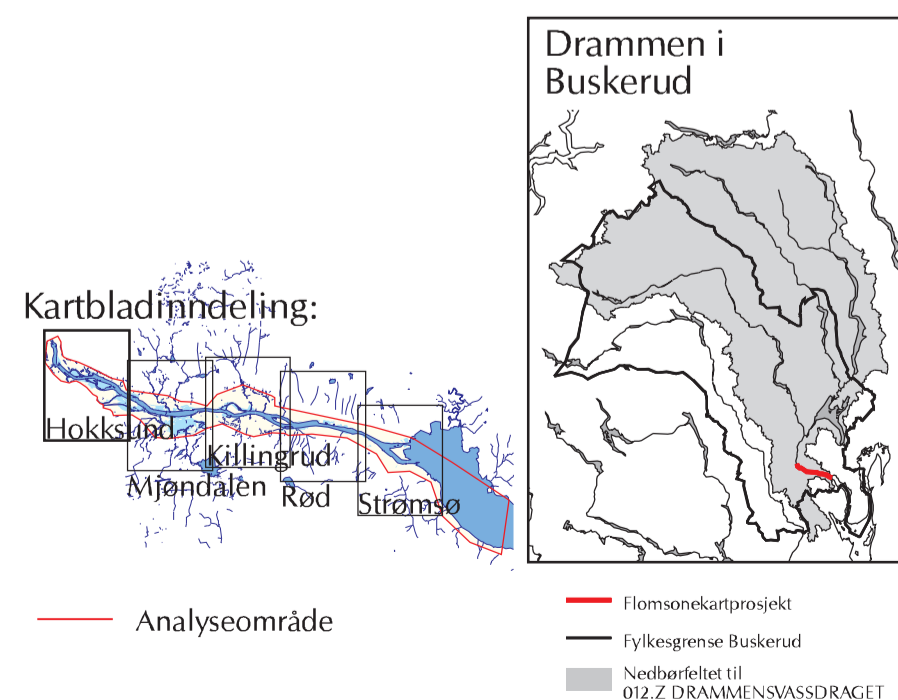 Drammen i
Buskerud
Kartbladinndeling:
Hokksund
Mjøndalen
Killingrud
Rød
Strømsø
Analyseområde
Flomsonekartprosjekt
Fylkesgrense Buskerud
Nedbørfeltet til
012.Z DRAMMENSVASSDRAGET